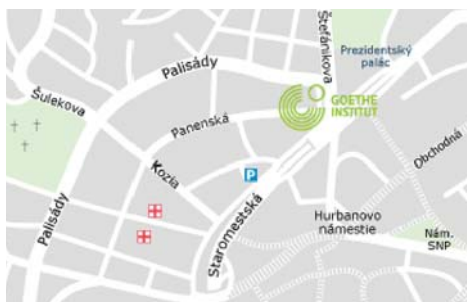 Štefánikova
Prezidentský
palác
Palisády
GOETHE
INSTITUT
Šulekova
Panenská
Obchodná
Kozia
P
Palisády
Staromestská
Hurbanovo
námestie
Nám.
SNP